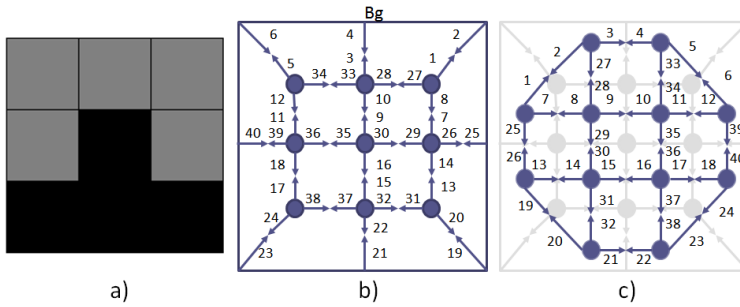 Bg
6 4 2
5 3 1
34 33 28 27
12 10 8
11 9 7
40 39 36 35 30 29 26 25
18 16 14
17 15 13
38 37 32 31
24 22 20
23 21 19
3 4
2 5
27 33
1 6
28 34
7 8 9 10 11 12
25 29 35 39
26 30 36 40
13 14 15 16 17 18
19 31 37 24
32 38
20 23
21 22
a) b) c)